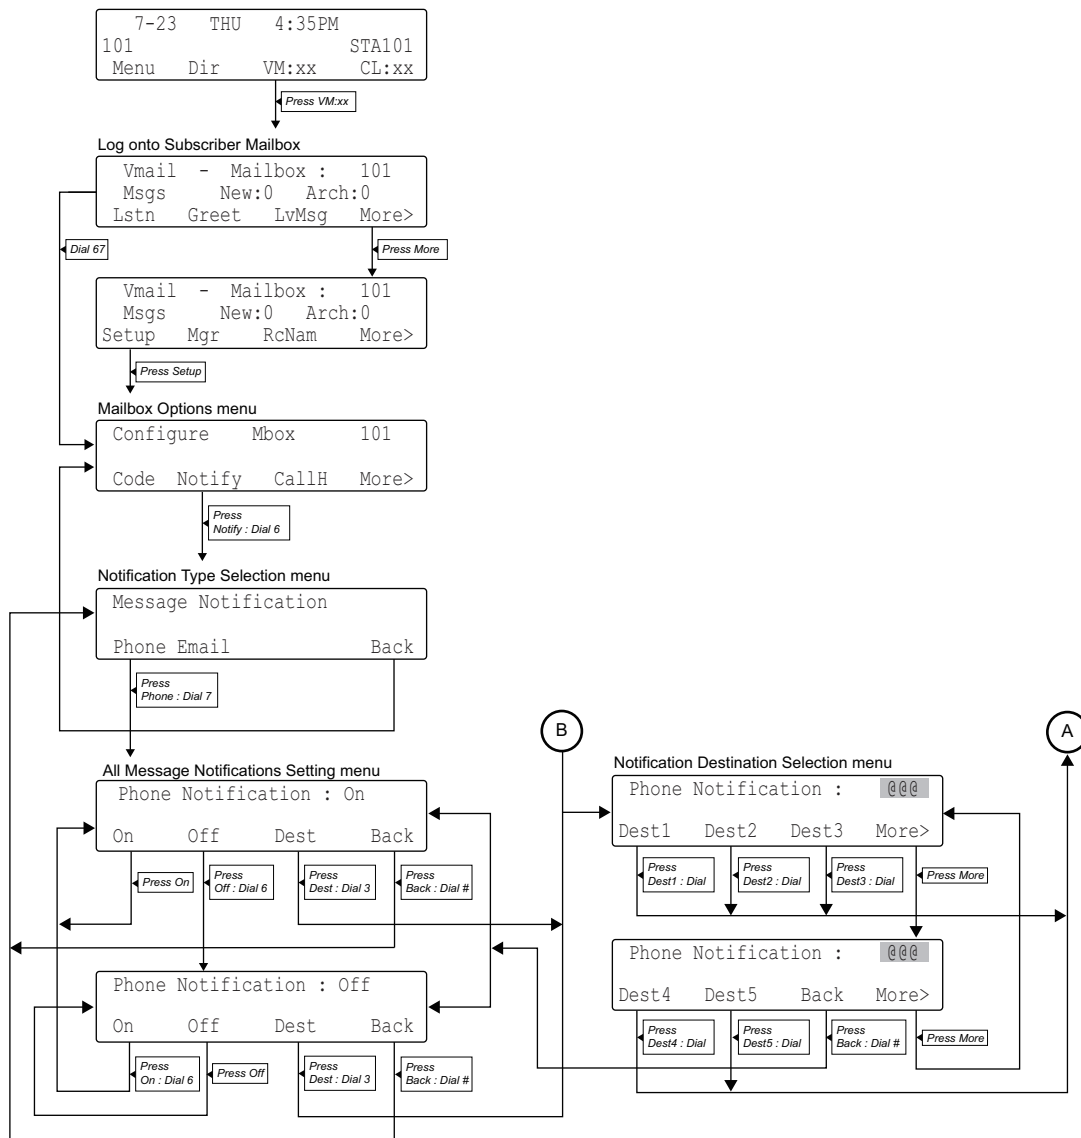 7-23 THU 4:35PM
101 STA101
Menu Dir VM:xx CL:xx
Press VM:xx
Log onto Subscriber Mailbox
Vmail - Mailbox : 101
Msgs New:0 Arch:0
Lstn Greet LvMsg More>
Dial 67
Press More
Vmail - Mailbox : 101
Msgs New:0 Arch:0
Setup Mgr RcNam More>
Press Setup
Mailbox Options menu
Configure Mbox 101
Code Notify CallH More>
Press
Notify : Dial 6
Notification Type Selection menu
Message Notification
Phone Email Back
Press
Phone : Dial 7
B
A
All Message Notifications Setting menu
Phone Notification : On
On Off Dest Back
Press On
Press
Off : Dial 6
Press
Dest : Dial 3
Press
Back : Dial #
Phone Notification : Off
On Off Dest Back
Press
On : Dial 6
Press Off
Press
Dest : Dial 3
Press
Back : Dial #
Notification Destination Selection menu
Phone Notification : @@@
Dest1 Dest2 Dest3 More>
Press
Dest1 : Dial
Press
Dest2 : Dial
Press
Dest3 : Dial
Press More
Phone Notification : @@@
Dest4 Dest5 Back More>
Press
Dest4 : Dial
Press
Dest5 : Dial
Press
Back : Dial #
Press More